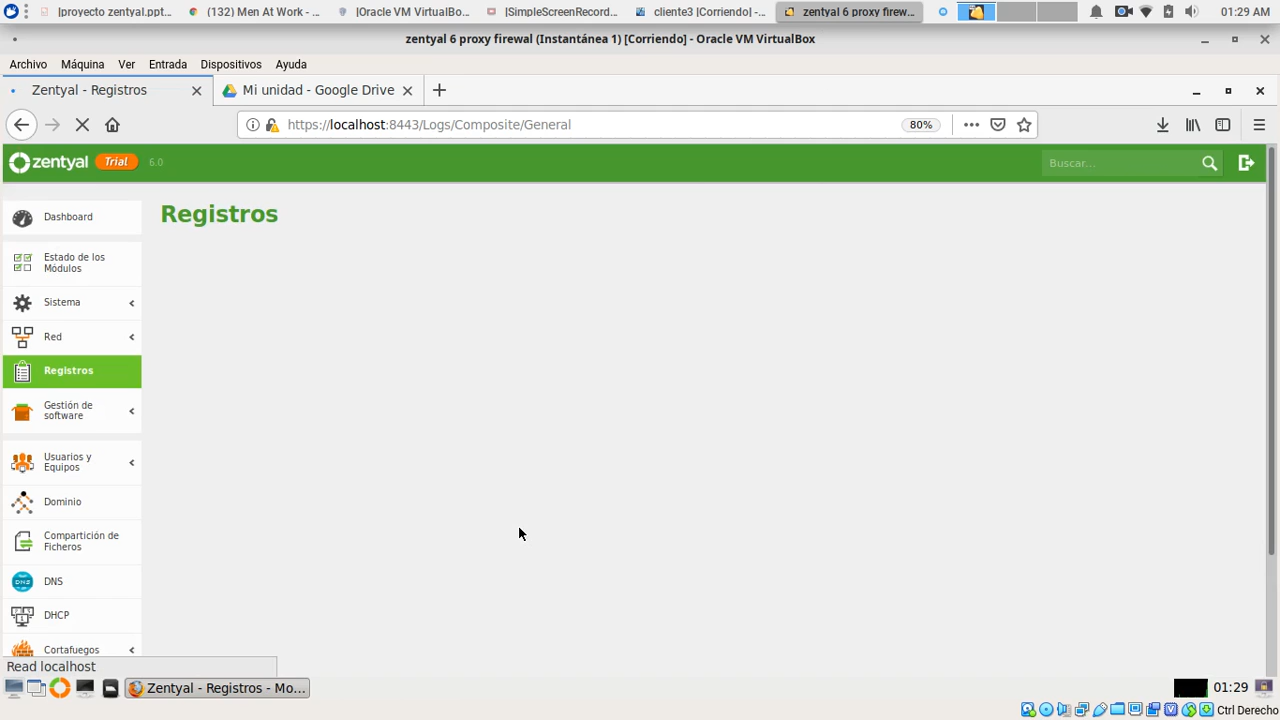 |proyecto zentyal.ppt...
(132) Men At Work - ...
|Oracle VM VirtualBo...
|SimpleScreenRecord...
cliente3 [Corriendo] -...
zentyal 6 proxy firew...
01:29 AM
zentyal 6 proxy firewal (Instantánea 1) [Corriendo] - Oracle VM VirtualBox
Archivo Máquina Ver Entrada Dispositivos Ayuda
Zentyal - Registros
Mi unidad - Google Drive
https://localhost:8443/Logs/Composite/General
80%
zentyal Trial 6.0
Buscar...
Registros
Dashboard
Estado de los
Módulos
Sistema
Red
Registros
Gestión de
software
Usuarios y
Equipos
Dominio
Compartición de
Ficheros
DNS
DNS
DHCP
Cortafuegos
Read localhost
Zentyal - Registros - Mo...
01:29
Ctrl Derecho